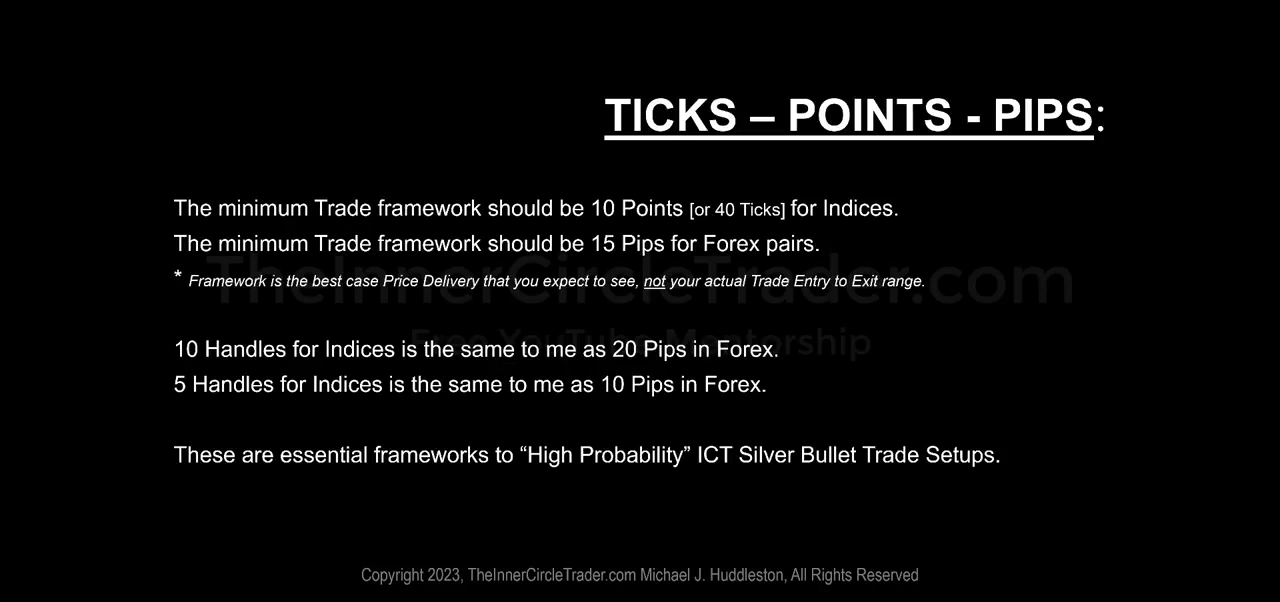 TICKS – POINTS - PIPS:
The minimum Trade framework should be 10 Points [or 40 Ticks] for Indices.
The minimum Trade framework should be 15 Pips for Forex pairs.
* Framework is the best case Price Delivery that you expect to see, not your actual Trade Entry to Exit range.
TheInnerCircleTrader.com
Free YouTube Mentorship
10 Handles for Indices is the same to me as 20 Pips in Forex.
5 Handles for Indices is the same to me as 10 Pips in Forex.
These are essential frameworks to “High Probability” ICT Silver Bullet Trade Setups.
Copyright 2023, TheInnerCircleTrader.com Michael J. Huddleston, All Rights Reserved